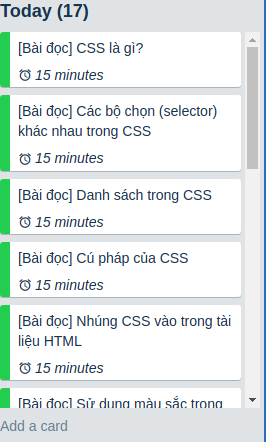 Today (17)
[Bài đọc] CSS là gì?
15 minutes
[Bài đọc] Các bộ chọn (selector)
khác nhau trong CSS
15 minutes
[Bài đọc] Danh sách trong CSS
15 minutes
[Bài đọc] Cú pháp của CSS
15 minutes
[Bài đọc] Nhúng CSS vào trong tài
liệu HTML
15 minutes
[Bài đọc] Sử dụng màu sắc trong
Add a card